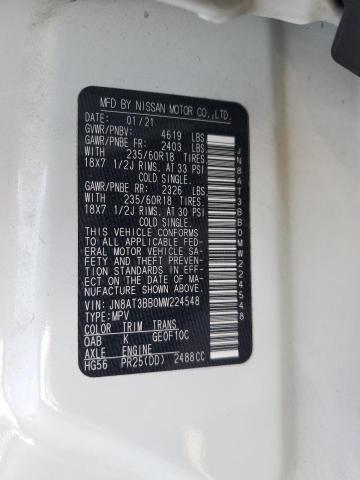 MFD BY NISSAN MOTOR CO.,LTD.
DATE: 01/21
GVWR/PNBV: 4619 LBS
GAWR/PNBE FR: 2403 LBS
WITH 235/60R18 TIRES
18X7 1/2J RIMS. AT 33 PSI
COLD SINGLE.
GAWR/PNBE RR: 2326 LBS
WITH 235/60R18 TIRES
18X7 1/2J RIMS. AT 30 PSI
COLD SINGLE.
THIS VEHICLE CONFORMS
TO ALL APPLICABLE FE-
DERAL MOTOR VEHICLE SA-
FETY AND THEFT PREVEN-
TION STANDARDS IN EFF-
ECT ON THE DATE OF MA-
NUFACTURE SHOWN ABOVE.
VIN: JN8AT3BB0MW224548
TYPE:MPV
COLOR TRIM TRANS
QAB K GE0F10C
AXLE ENGINE
HG56 PR25(DD) 2488CC
JN8AT3BB0MW224548